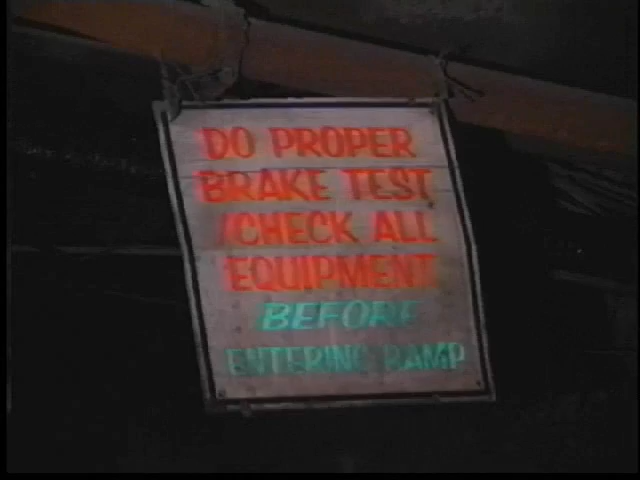 DO PROPER
BRAKE TEST
/CHECK ALL
EQUIPMENT
BEFORE
ENTERING RAMP